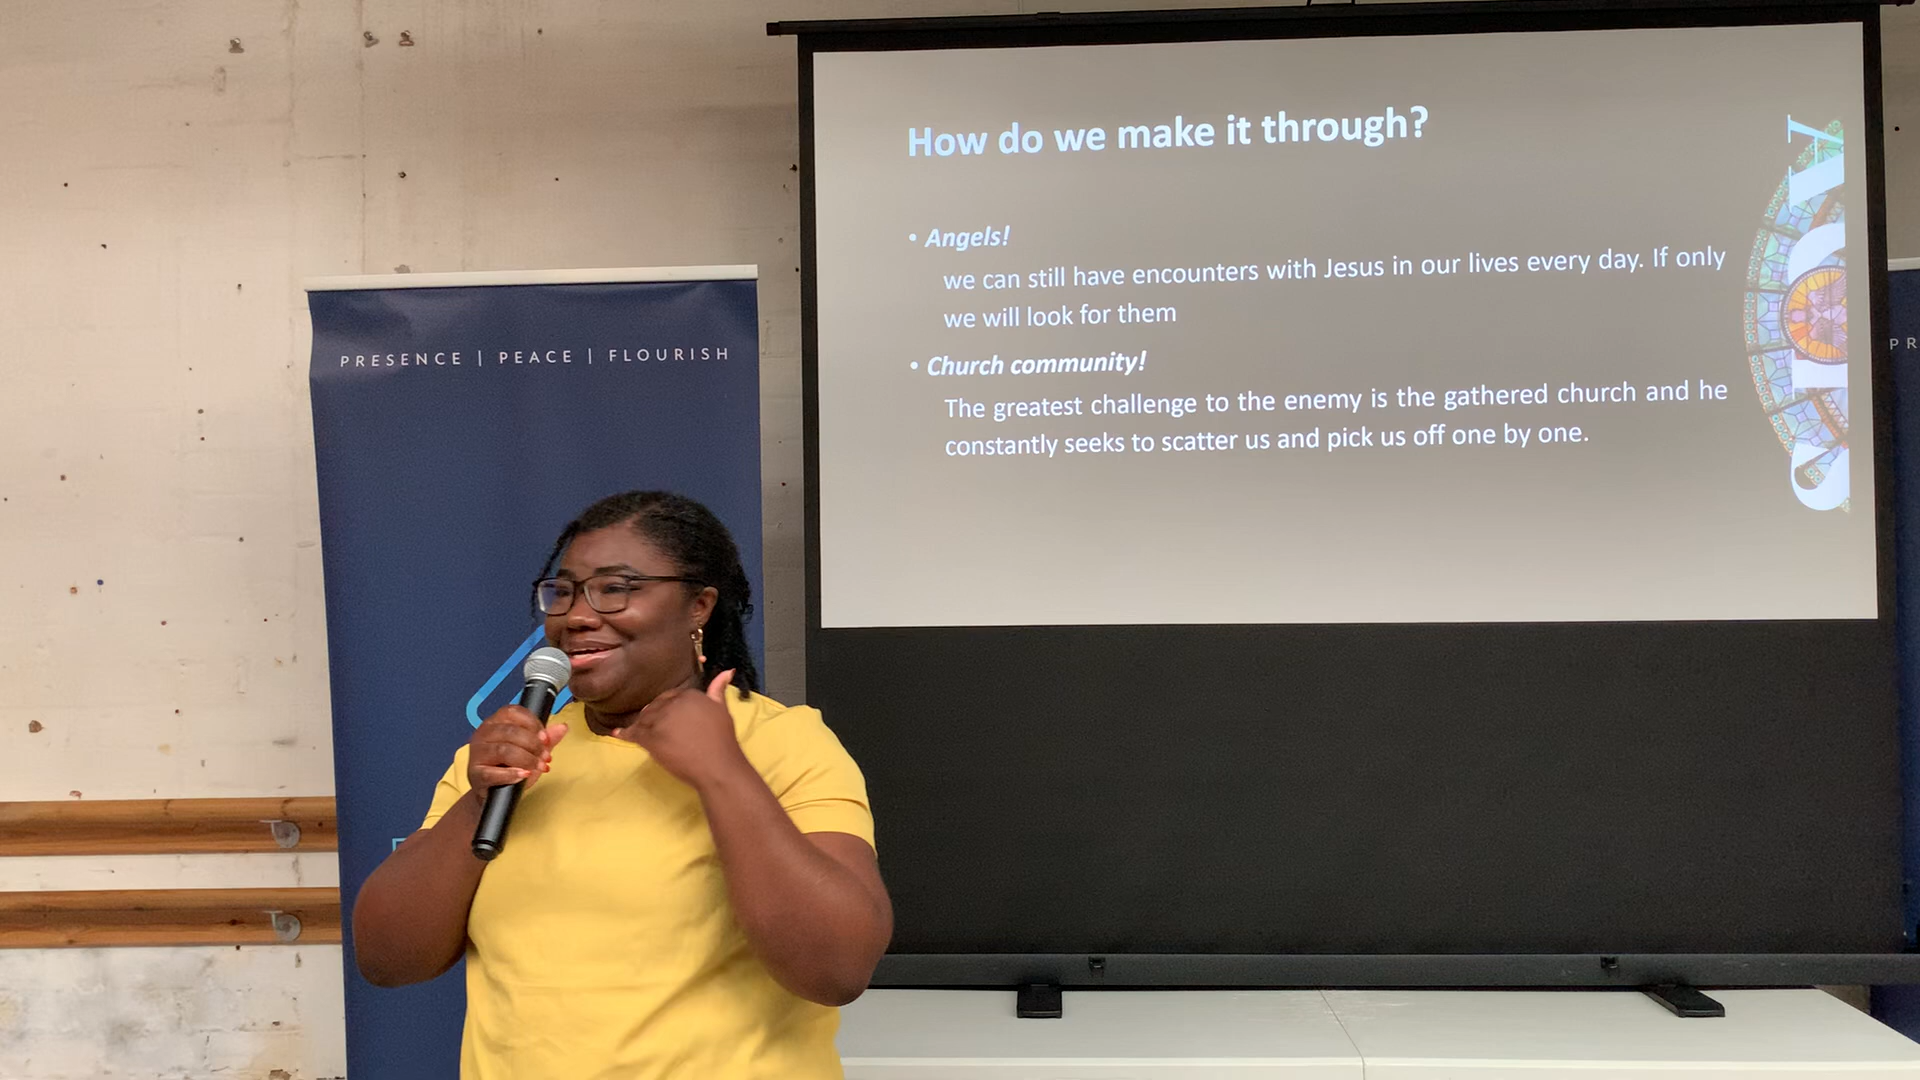 How do we make it through?
• Angels!
we can still have encounters with Jesus in our lives every day. If only
we will look for them
• Church community!
The greatest challenge to the enemy is the gathered church and he
constantly seeks to scatter us and pick us off one by one.
PRESENCE | PEACE | FLOURISH
PR